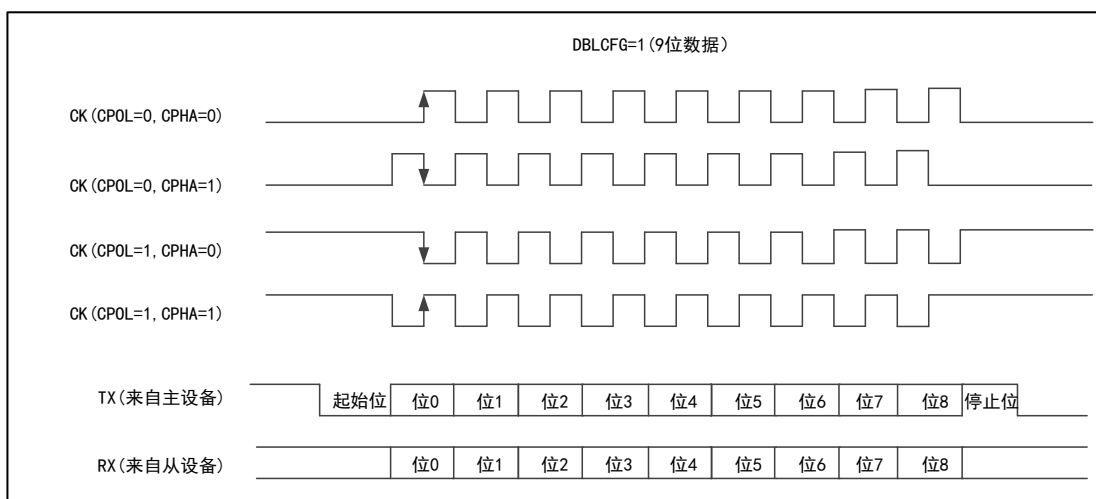 DBLCFG=1(9位数据)
CK(CPOL=0,CPHA=0)
CK(CPOL=0,CPHA=1)
CK(CPOL=1,CPHA=0)
CK(CPOL=1,CPHA=1)
TX(来自主设备) 起始位 位0 位1 位2 位3 位4 位5 位6 位7 位8 停止位
RX(来自从设备) 位0 位1 位2 位3 位4 位5 位6 位7 位8